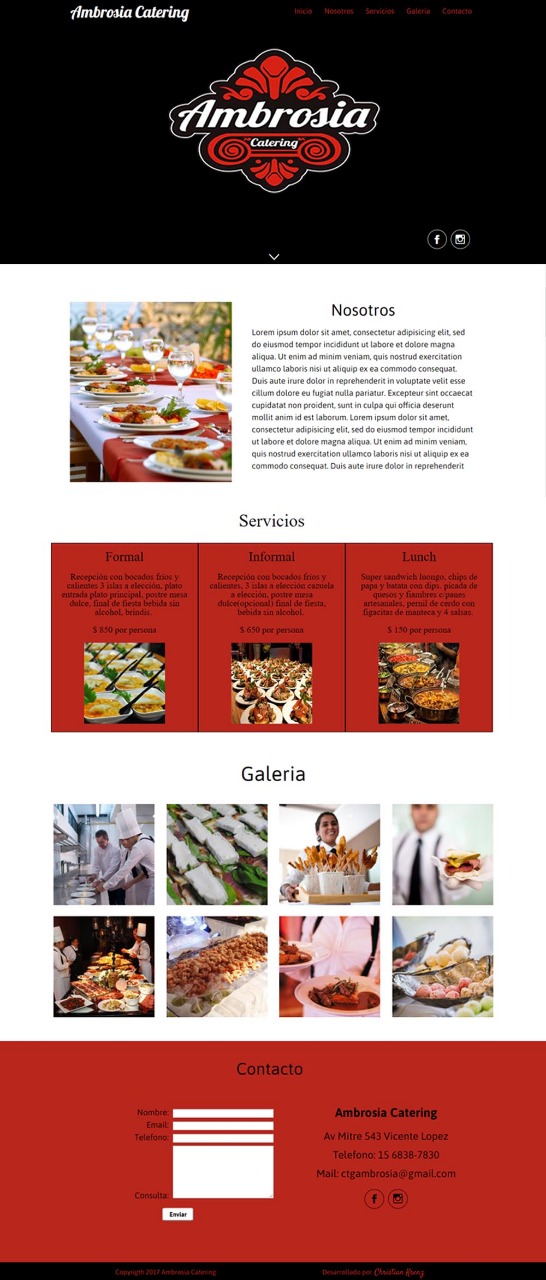 Ambrosia Catering
Inicio Nosotros Servicios Galeria Contacto
Ambrosia
Catering
Nosotros
Lorem ipsum dolor sit amet, consectetur adipisicing elit, sed
do eiusmod tempor incididunt ut labore et dolore magna
aliqua. Ut enim ad minim veniam, quis nostrud exercitation
ullamco laboris nisi ut aliquip ex ea commodo consequat.
Duis aute irure dolor in reprehenderit in voluptate velit esse
cillum dolore eu fugiat nulla pariatur. Excepteur sint occaecat
cupidatat non proident, sunt in culpa qui officia deserunt
mollit anim id est laborum. Lorem ipsum dolor sit amet,
consectetur adipisicing elit, sed do eiusmod tempor incididunt
ut labore et dolore magna aliqua. Ut enim ad minim veniam,
quis nostrud exercitation ullamco laboris nisi ut aliquip ex ea
commodo consequat. Duis aute irure dolor in reprehenderit
Servicios
Formal
Recepción con bocados fríos y
calientes 3 islas a elección, plato
entrada plato principal, postre mesa
dulce, final de fiesta bebida sin
alcohol, brindis.
$ 850 por persona
Informal
Recepción con bocados fríos y
calientes, 3 islas a elección cazuela
a elección, postre mesa
dulce(opcional) final de fiesta,
bebida sin alcohol.
$ 650 por persona
Lunch
Super sandwich luongo, chips de
papa y batata con dips, picada de
quesos y fiambres c/panes
artesanales, pernil de cerdo con
figacitas de manteca y 4 salsas.
$ 150 por persona
Galeria
Contacto
Nombre:
Email:
Telefono:
Consulta:
Enviar
Ambrosia Catering
Av Mitre 543 Vicente Lopez
Telefono: 15 6838-7830
Mail: ctgambrosia@gmail.com
Copyrigth 2017 Ambrosia Catering
Desarrollado por Christian